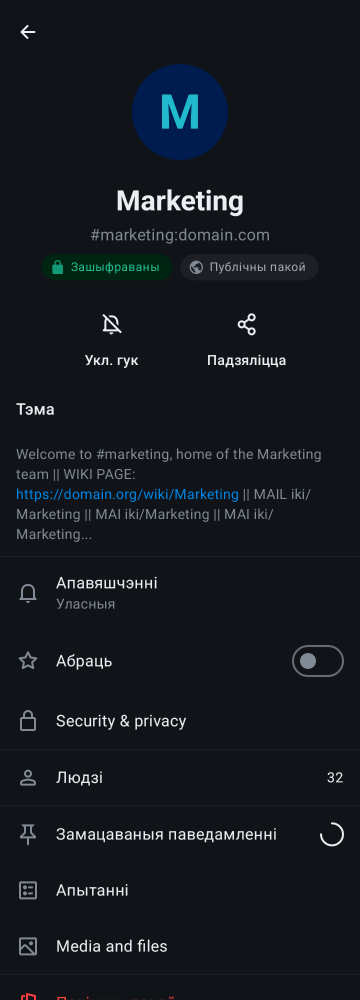 M
Marketing
#marketing:domain.com
Зашыфраваны
Публічны пакой
Укл. гук
Падзяліцца
Тэма
Welcome to #marketing, home of the Marketing
team || WIKI PAGE:
https://domain.org/wiki/Marketing || MAIL iki/
Marketing || MAI iki/Marketing || MAI iki/
Marketing...
Апавяшчэнні
Уласныя
Абраць
Security & privacy
Людзі
32
Замацаваныя паведамленні
Апытанні
Media and files